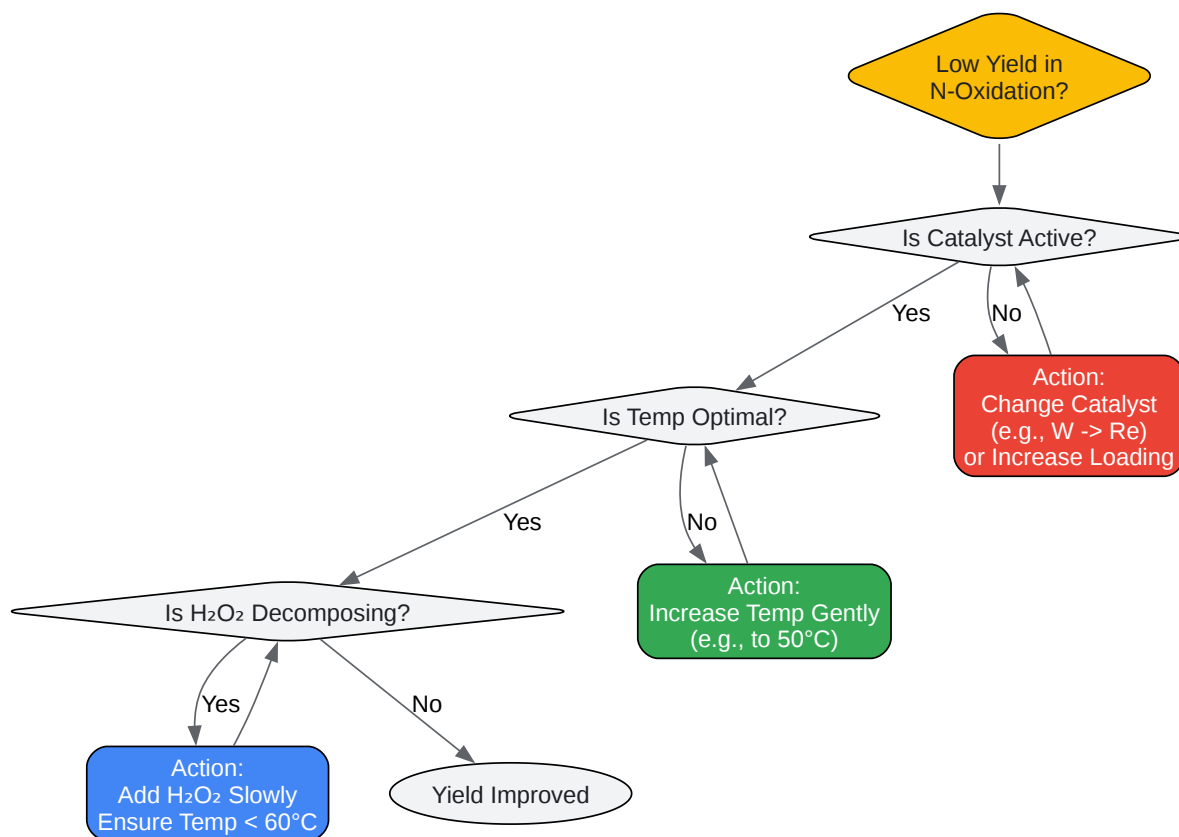 Low Yield in
N-Oxidation?
Is Catalyst Active?
Yes
No
Action:
Change Catalyst
(e.g., W -> Re)
or Increase Loading
Is Temp Optimal?
Yes
No
Action:
Increase Temp Gently
(e.g., to 50°C)
Is H₂O₂ Decomposing?
Yes
No
Action:
Add H₂O₂ Slowly
Ensure Temp < 60°C
Yield Improved